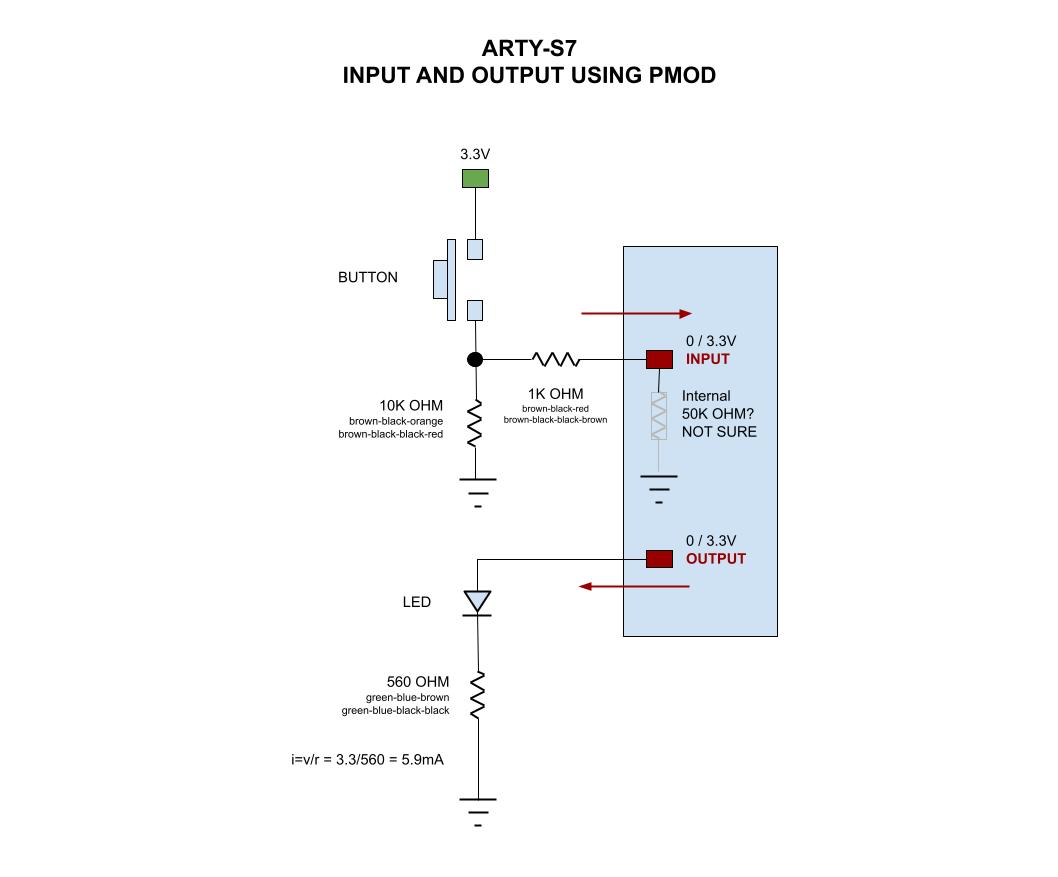 ARTY-S7
INPUT AND OUTPUT USING PMOD
3.3V
BUTTON
0 / 3.3V
INPUT
1K OHM
brown-black-red
brown-black-black-brown
10K OHM
brown-black-orange
brown-black-black-red
Internal
50K OHM?
NOT SURE
0 / 3.3V
OUTPUT
LED
560 OHM
green-blue-brown
green-blue-black-black
i=v/r = 3.3/560 = 5.9mA